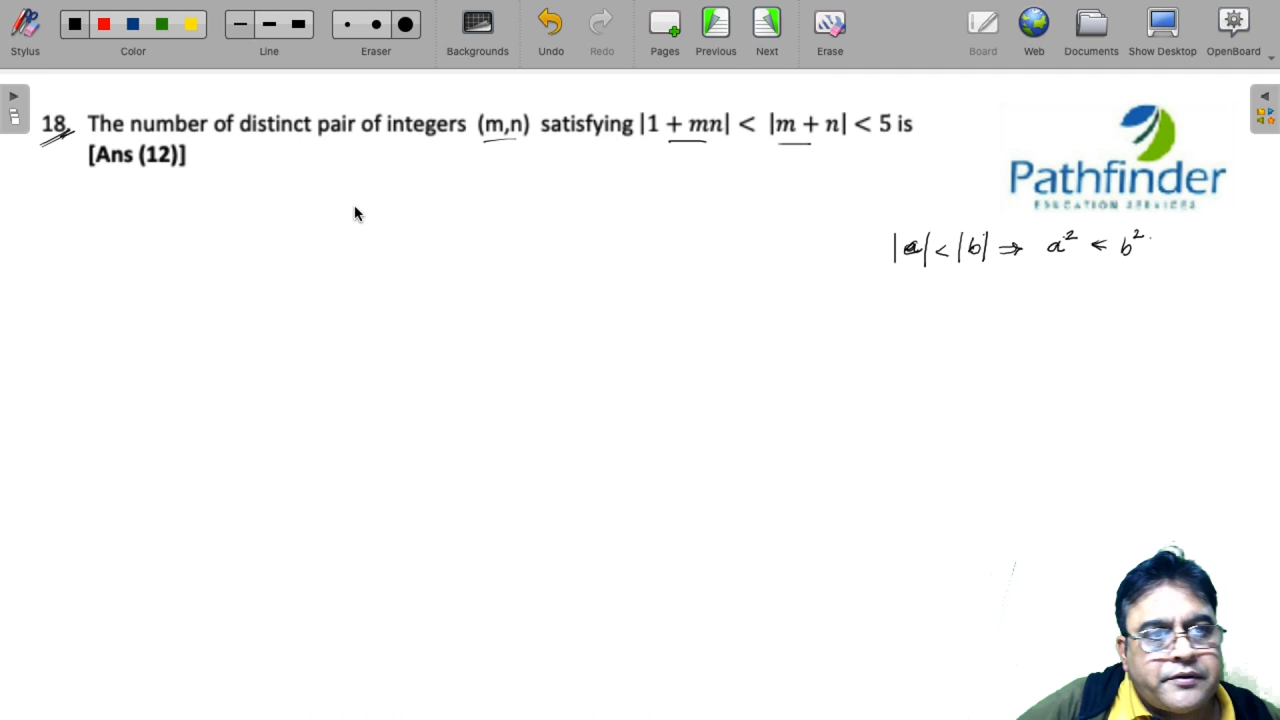 Stylus Color Line Eraser Backgrounds Undo Redo Pages Previous Next Erase Board Web Documents Show Desktop OpenBoard
18. The number of distinct pair of integers (m,n) satisfying |1 + mn| < |m + n| < 5 is
[Ans (12)]
Pathfinder
EDUCATION SERVICES
|a| < |b| ⇒ a² < b²